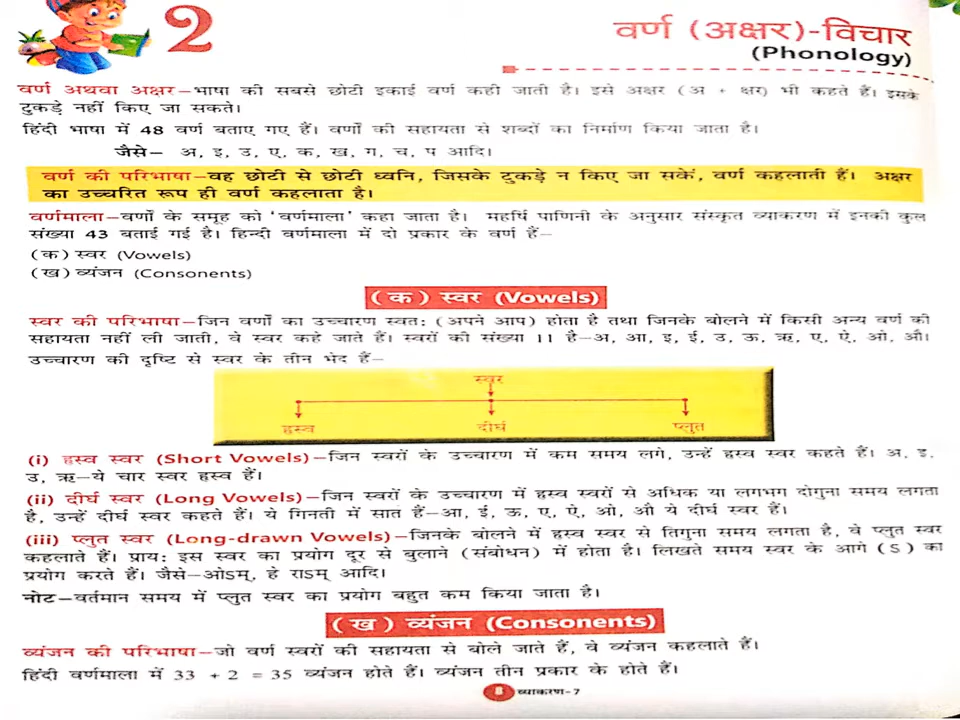 2
वर्ण (अक्षर)-विचार
(Phonology)
वर्ण अथवा अक्षर–भाषा की सबसे छोटी इकाई वर्ण कही जाती है। इसे अक्षर (अ + क्षर) भी कहते हैं। इसके
टुकड़े नहीं किए जा सकते।
हिंदी भाषा में 48 वर्ण बताए गए हैं। वर्णों की सहायता से शब्दों का निर्माण किया जाता है।
जैसे– अ, इ, उ, ए, क, ख, ग, च, प आदि।
वर्ण की परिभाषा–वह छोटी से छोटी ध्वनि, जिसके टुकड़े न किए जा सकें, वर्ण कहलाती हैं। अक्षर
का उच्चरित रूप ही वर्ण कहलाता है।
वर्णमाला–वर्णों के समूह को 'वर्णमाला' कहा जाता है। महर्षि पाणिनी के अनुसार संस्कृत व्याकरण में इनकी कुल
संख्या 43 बताई गई है। हिन्दी वर्णमाला में दो प्रकार के वर्ण हैं–
(क) स्वर (Vowels)
(ख) व्यंजन (Consonents)
(क) स्वर (Vowels)
स्वर की परिभाषा–जिन वर्णों का उच्चारण स्वतः (अपने आप) होता है तथा जिनके बोलने में किसी अन्य वर्ण की
सहायता नहीं ली जाती, वे स्वर कहे जाते हैं। स्वरों की संख्या 11 है–अ, आ, इ, ई, उ, ऊ, ऋ, ए, ऐ, ओ, औ।
उच्चारण की दृष्टि से स्वर के तीन भेद हैं–
स्वर
ह्रस्व दीर्घ प्लुत
(i) ह्रस्व स्वर (Short Vowels)–जिन स्वरों के उच्चारण में कम समय लगे, उन्हें ह्रस्व स्वर कहते हैं। अ, इ,
उ, ऋ–ये चार स्वर ह्रस्व हैं।
(ii) दीर्घ स्वर (Long Vowels)–जिन स्वरों के उच्चारण में ह्रस्व स्वरों से अधिक या लगभग दोगुना समय लगता
है, उन्हें दीर्घ स्वर कहते हैं। ये गिनती में सात हैं–आ, ई, ऊ, ए, ऐ, ओ, औ ये दीर्घ स्वर हैं।
(iii) प्लुत स्वर (Long-drawn Vowels)–जिनके बोलने में ह्रस्व स्वर से तिगुना समय लगता है, वे प्लुत स्वर
कहलाते हैं। प्रायः इस स्वर का प्रयोग दूर से बुलाने (संबोधन) में होता है। लिखते समय स्वर के आगे (S) का
प्रयोग करते हैं। जैसे–ओSम्, हे राSम् आदि।
नोट–वर्तमान समय में प्लुत स्वर का प्रयोग बहुत कम किया जाता है।
(ख) व्यंजन (Consonents)
व्यंजन की परिभाषा–जो वर्ण स्वरों की सहायता से बोले जाते हैं, वे व्यंजन कहलाते हैं।
हिंदी वर्णमाला में 33 + 2 = 35 व्यंजन होते हैं। व्यंजन तीन प्रकार के होते हैं।
8 व्याकरण-7